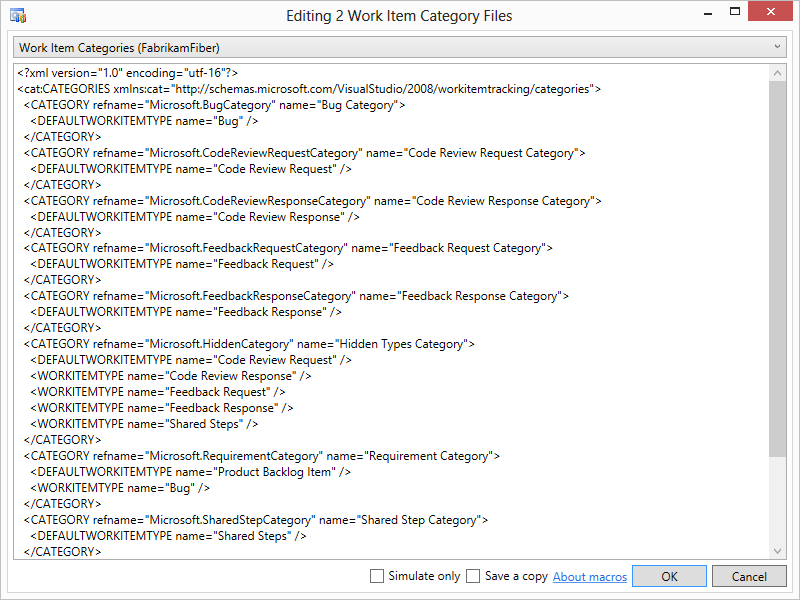 Editing 2 Work Item Category Files
Work Item Categories (FabrikamFiber)
<?xml version="1.0" encoding="utf-16"?>
<cat:CATEGORIES xmlns:cat="http://schemas.microsoft.com/VisualStudio/2008/workitemtracking/categories">
  <CATEGORY refname="Microsoft.BugCategory" name="Bug Category">
    <DEFAULTWORKITEMTYPE name="Bug" />
  </CATEGORY>
  <CATEGORY refname="Microsoft.CodeReviewRequestCategory" name="Code Review Request Category">
    <DEFAULTWORKITEMTYPE name="Code Review Request" />
  </CATEGORY>
  <CATEGORY refname="Microsoft.CodeReviewResponseCategory" name="Code Review Response Category">
    <DEFAULTWORKITEMTYPE name="Code Review Response" />
  </CATEGORY>
  <CATEGORY refname="Microsoft.FeedbackRequestCategory" name="Feedback Request Category">
    <DEFAULTWORKITEMTYPE name="Feedback Request" />
  </CATEGORY>
  <CATEGORY refname="Microsoft.FeedbackResponseCategory" name="Feedback Response Category">
    <DEFAULTWORKITEMTYPE name="Feedback Response" />
  </CATEGORY>
  <CATEGORY refname="Microsoft.HiddenCategory" name="Hidden Types Category">
    <DEFAULTWORKITEMTYPE name="Code Review Request" />
    <WORKITEMTYPE name="Code Review Response" />
    <WORKITEMTYPE name="Feedback Request" />
    <WORKITEMTYPE name="Feedback Response" />
    <WORKITEMTYPE name="Shared Steps" />
  </CATEGORY>
  <CATEGORY refname="Microsoft.RequirementCategory" name="Requirement Category">
    <DEFAULTWORKITEMTYPE name="Product Backlog Item" />
    <WORKITEMTYPE name="Bug" />
  </CATEGORY>
  <CATEGORY refname="Microsoft.SharedStepCategory" name="Shared Step Category">
    <DEFAULTWORKITEMTYPE name="Shared Steps" />
  </CATEGORY>
Simulate only Save a copy About macros OK Cancel